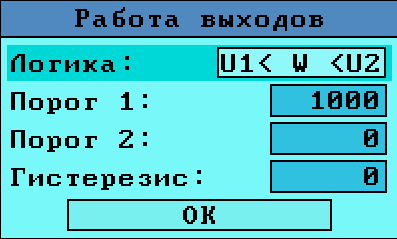 Работа выходов
Логика: U1< W <U2
Порог 1: 1000
Порог 2: 0
Гистерезис: 0
ОК